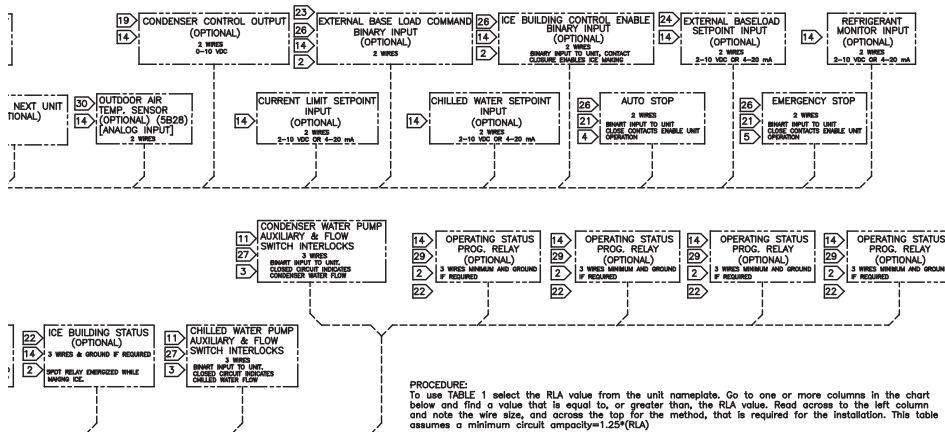 19
14
CONDENSER CONTROL OUTPUT
(OPTIONAL)
2 WIRES
0-10 VDC
23
26
14
2
EXTERNAL BASE LOAD COMMAND
BINARY INPUT
(OPTIONAL)
2 WIRES
26
14
2
ICE BUILDING CONTROL ENABLE
BINARY INPUT
(OPTIONAL)
2 WIRES
BINARY INPUT TO UNIT, CONTACT
CLOSURE ENABLES ICE MAKING
24
14
EXTERNAL BASELOAD
SETPOINT INPUT
(OPTIONAL)
2 WIRES
2-10 VDC OR 4-20 mA
14
REFRIGERANT
MONITOR INPUT
(OPTIONAL)
2 WIRES
2-10 VDC OR 4-20 mA
NEXT UNIT
TIONAL)
30
14
OUTDOOR AIR
TEMP. SENSOR
(OPTIONAL) (5B28)
[ANALOG INPUT]
2 WIRES
14
CURRENT LIMIT SETPOINT
INPUT
(OPTIONAL)
2 WIRES
2-10 VDC OR 4-20 mA
14
CHILLED WATER SETPOINT
INPUT
(OPTIONAL)
2 WIRES
2-10 VDC OR 4-20 mA
26
21
4
AUTO STOP
2 WIRES
BINART INPUT TO UNIT
CLOSE CONTACTS ENABLE UNIT
OPERATION
26
21
5
EMERGENCY STOP
2 WIRES
BINART INPUT TO UNIT
CLOSE CONTACTS ENABLE UNIT
OPERATION
11
27
3
CONDENSER WATER PUMP
AUXILIARY & FLOW
SWITCH INTERLOCKS
3 WIRES
BINART INPUT TO UNIT.
CLOSED CIRCUIT INDICATES
CONDENSER WATER FLOW
14
29
2
22
OPERATING STATUS
PROG. RELAY
(OPTIONAL)
3 WIRES MINIMUM AND GROUND
IF REQUIRED
14
29
2
22
OPERATING STATUS
PROG. RELAY
(OPTIONAL)
3 WIRES MINIMUM AND GROUND
IF REQUIRED
14
29
2
22
OPERATING STATUS
PROG. RELAY
(OPTIONAL)
3 WIRES MINIMUM AND GROUND
IF REQUIRED
14
29
2
22
OPERATING STATUS
PROG. RELAY
(OPTIONAL)
3 WIRES MINIMUM AND GROUN
IF REQUIRED
22
14
2
ICE BUILDING STATUS
(OPTIONAL)
3 WIRES & GROUND IF REQUIRED
SPDT RELAY ENERGIZED WHILE
MAKING ICE.
11
27
3
CHILLED WATER PUMP
AUXILIARY & FLOW
SWITCH INTERLOCKS
3 WIRES
BINART INPUT TO UNIT.
CLOSED CIRCUIT INDICATES
CHILLED WATER FLOW
PROCEDURE:
To use TABLE 1 select the RLA value from the unit nameplate. Go to one or more columns in the chart
below and find a value that is equal to, or greater than, the RLA value. Read across to the left column
and note the wire size, and across the top for the method, that is required for the installation. This table
assumes a minimum circuit ampacity=1.25*(RLA)